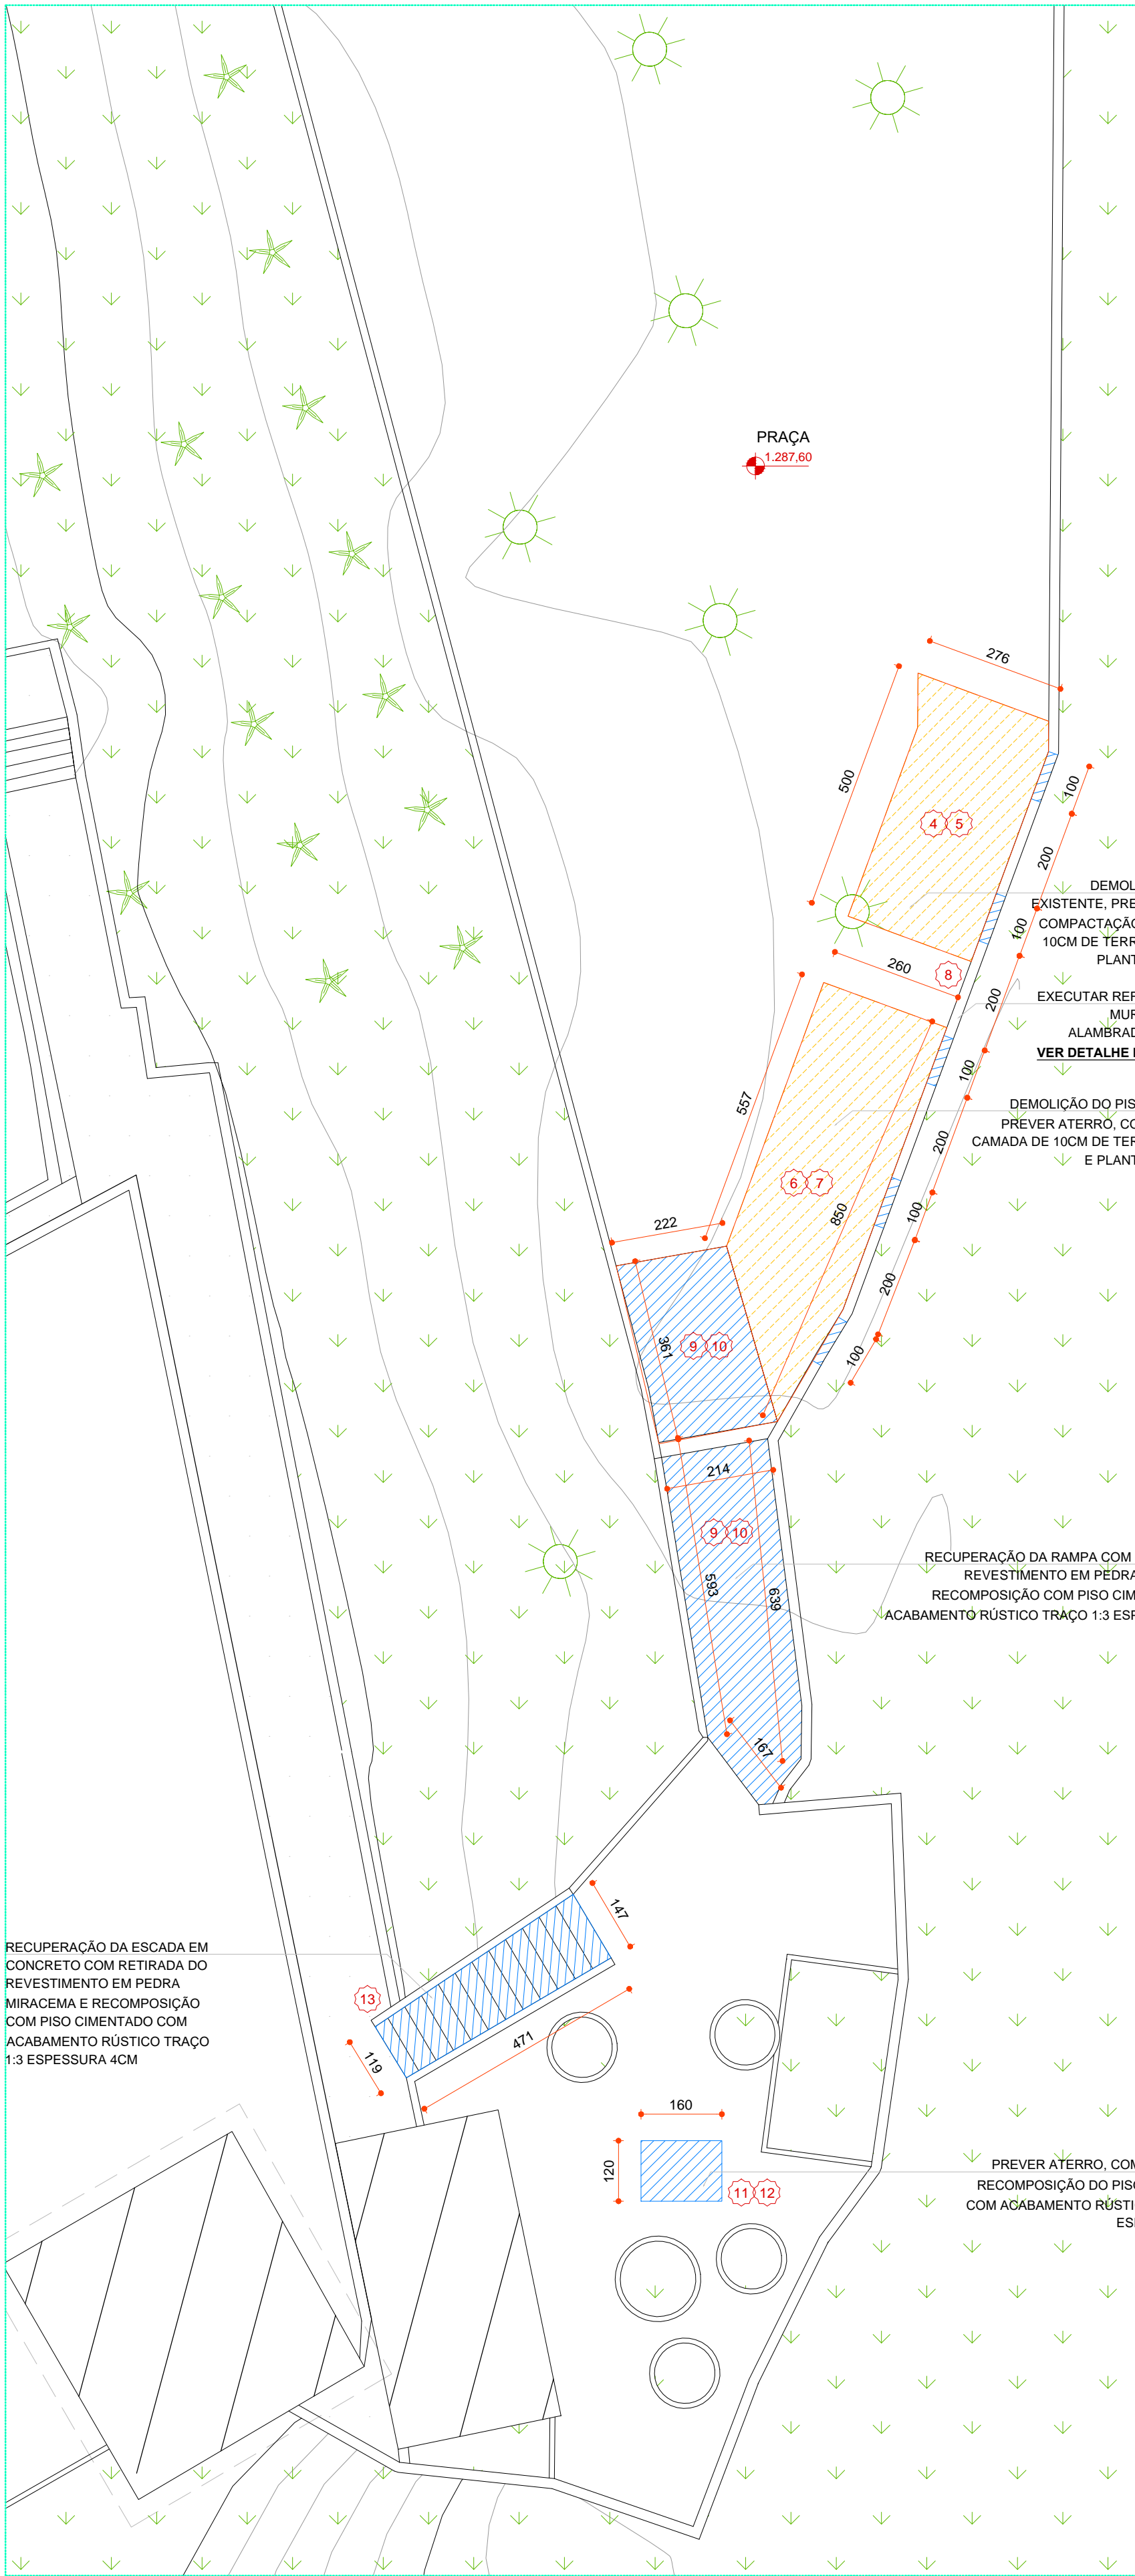 PRAÇA
1.287,60
276
500
100
4 5
200
DEMOL
EXISTENTE, PRE
COMPACTAÇÃO
10CM DE TERR
PLANT
100
260
8
200
EXECUTAR REF
MUR
ALAMBRAD
VER DETALHE
100
557
DEMOLIÇÃO DO PIS
PREVER ATERRO, CO
CAMADA DE 10CM DE TER
E PLANT
200
6 7
850
100
222
200
361
9 10
100
214
9 10
RECUPERAÇÃO DA RAMPA COM
REVESTIMENTO EM PEDRA
RECOMPOSIÇÃO COM PISO CIM
ACABAMENTO RÚSTICO TRAÇO 1:3 ESP
593
639
167
147
RECUPERAÇÃO DA ESCADA EM
CONCRETO COM RETIRADA DO
REVESTIMENTO EM PEDRA
MIRACEMA E RECOMPOSIÇÃO
COM PISO CIMENTADO COM
ACABAMENTO RÚSTICO TRAÇO
1:3 ESPESSURA 4CM
13
471
119
160
120
11 12
PREVER ATERRO, COM
RECOMPOSIÇÃO DO PISO
COM ACABAMENTO RÚSTI
ES